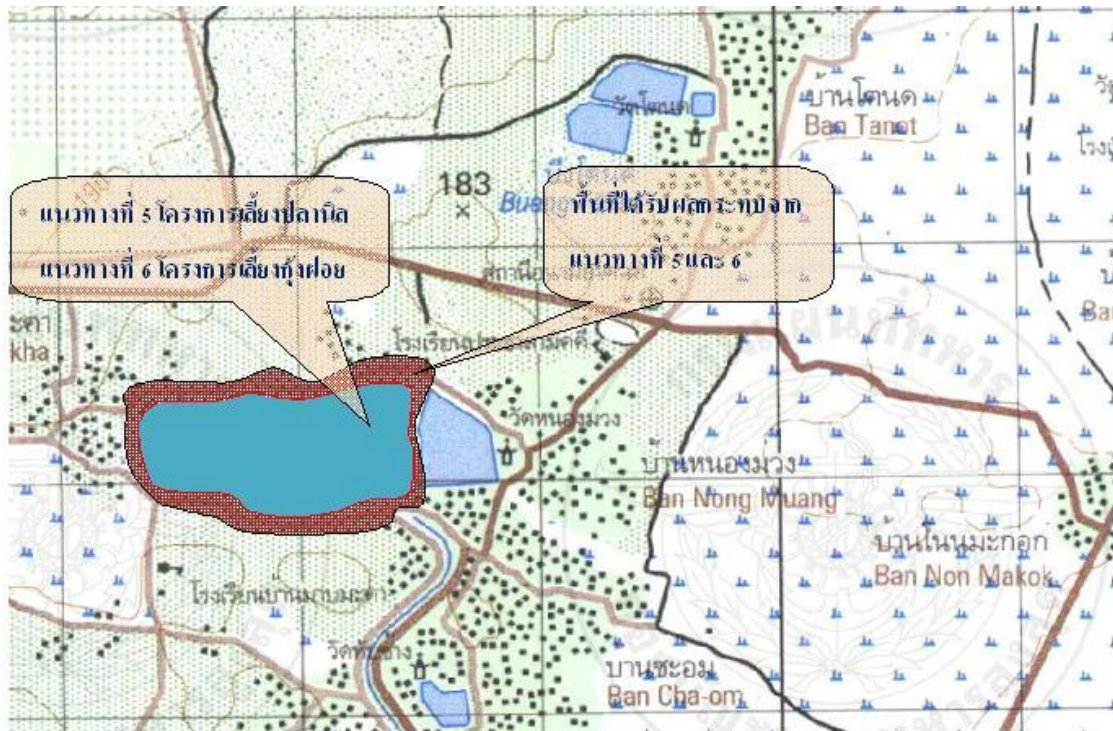 แนวทางที่ 5 โครงการเลี้ยงปลานิล
แนวทางที่ 6 โครงการเลี้ยงกุ้งฝอย
พื้นที่ได้รับผลกระทบจาก
แนวทางที่ 5 และ 6
183
วัดโตนด
บ้านโตนด
Ban Tanot
Bueng
kha
วัดหนองม่วง
บ้านหนองม่วง
Ban Nong Muang
บ้านโนนมะกอก
Ban Non Makok
โรงเรียนบ้านมาบมะคา
บ้านชะอม
Ban Cha-om